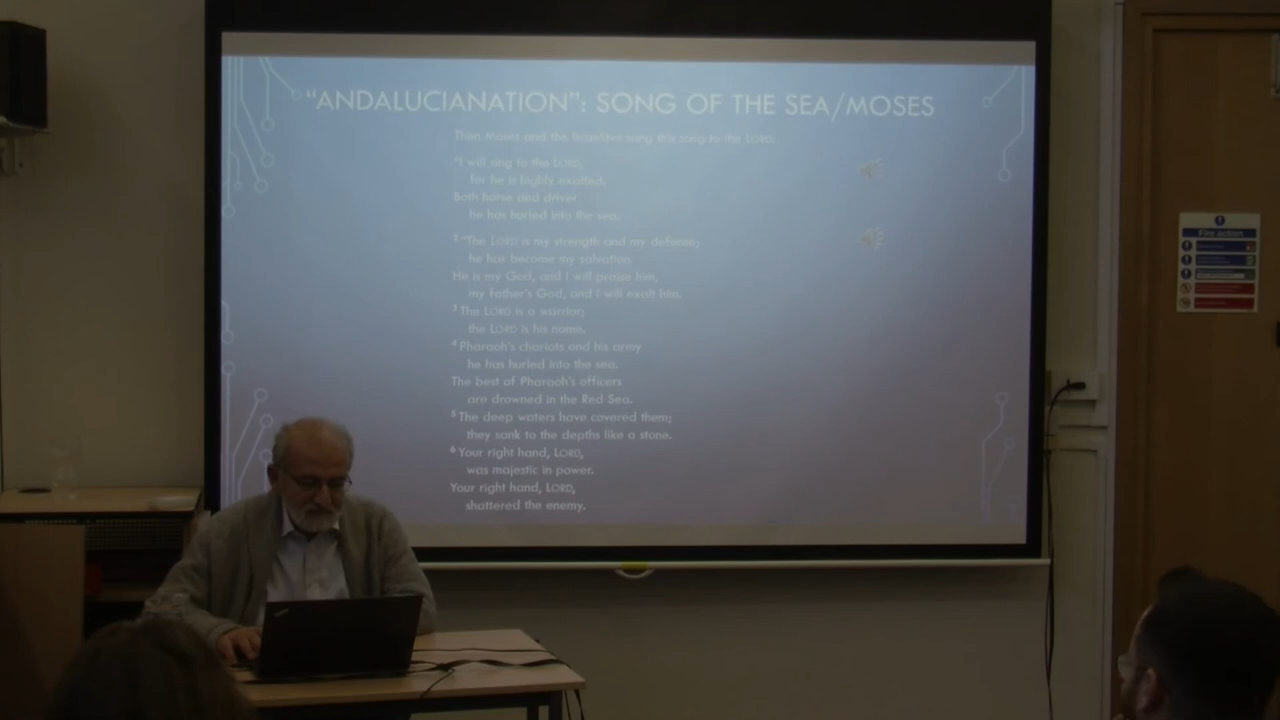 "ANDALUCIANATION": SONG OF THE SEA/MOSES
Then Moses and the Israelites sang this song to the LORD:
"I will sing to the LORD,
for he is highly exalted.
Both horse and driver
he has hurled into the sea.
2 "The LORD is my strength and my defense;
he has become my salvation.
He is my God, and I will praise him,
my father's God, and I will exalt him.
3 The LORD is a warrior;
the LORD is his name.
4 Pharaoh's chariots and his army
he has hurled into the sea.
The best of Pharaoh's officers
are drowned in the Red Sea.
5 The deep waters have covered them;
they sank to the depths like a stone.
6 Your right hand, LORD,
was majestic in power.
Your right hand, LORD,
shattered the enemy.
Fire action